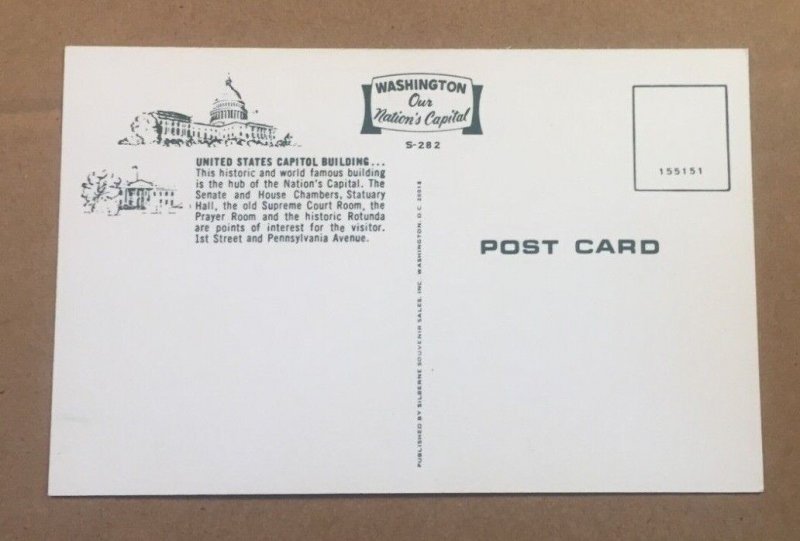 WASHINGTON
Our
Nation's Capital
S-282
UNITED STATES CAPITOL BUILDING...
This historic and world famous building
is the hub of the Nation's Capital. The
Senate and House Chambers, Statuary
Hall, the old Supreme Court Room, the
Prayer Room and the historic Rotunda
are points of interest for the visitor.
1st Street and Pennsylvania Avenue.
PUBLISHED BY SILBERNE SOUVENIR SALES, INC. WASHINGTON, D.C. 20018
155151
POST CARD